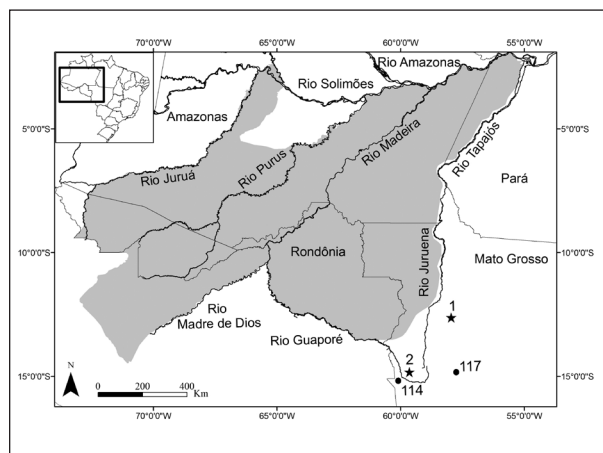 70°0'0"W 65°0'0"W 60°0'0"W 55°0'0"W
Rio Amazonas
Rio Solimões
Amazonas
5°0'0"S
5°0'0"S
Rio Madeira
Rio Tapajós
Rio Purus
Rio Juruá
Pará
Rio Juruena
10°0'0"S
10°0'0"S
Rondônia
Mato Grosso
Rio
Madre de Dios
1
Rio Guaporé
2
117
15°0'0"S
15°0'0"S
114
N
0 200 400
Km
70°0'0"W 65°0'0"W 60°0'0"W 55°0'0"W